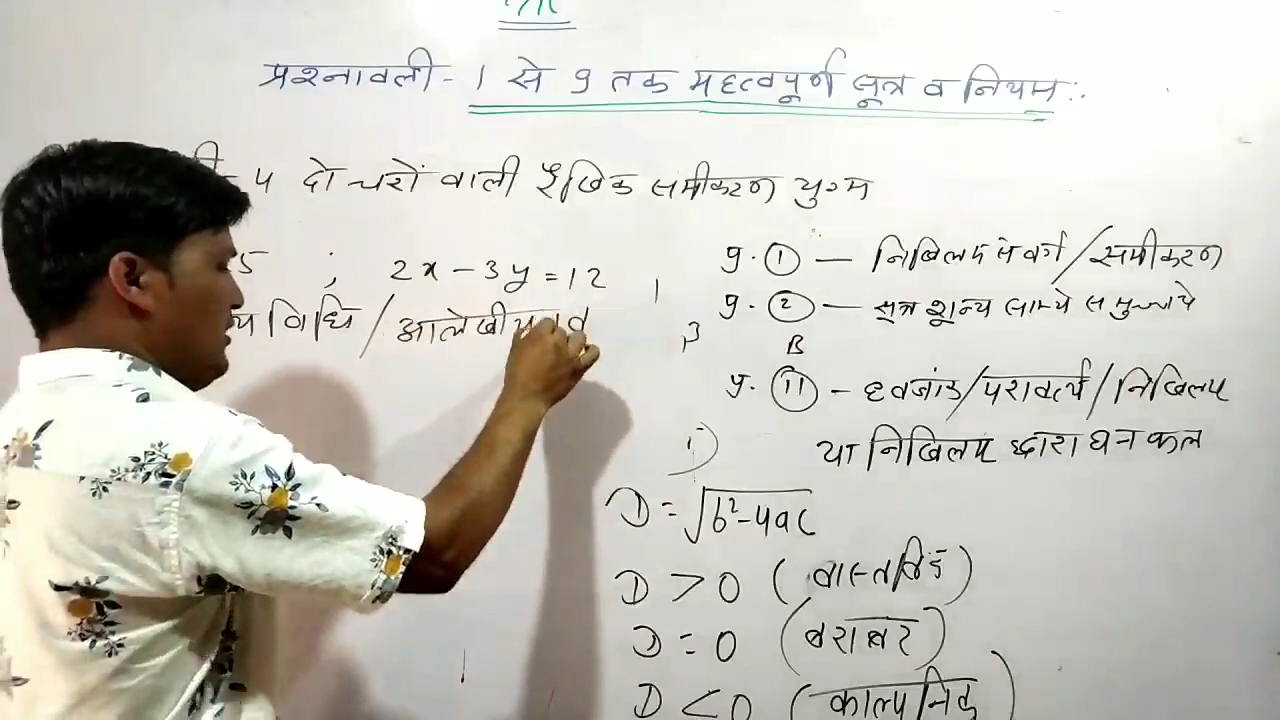 प्रश्नावली - 1 से 9 तक महत्वपूर्ण सूत्र व नियम :
4 दो चरों वाली रैखिक समीकरण युग्म
5 ; 2x - 3y = 12
विधि / आलेखीय
प्र. ① — निखिलम वर्ग / समीकरण
प्र. ② — सूत्र शून्य साम्ये समुच्चये
B
प्र. ⑪ - ध्वजांक / परावर्त्य / निखिलम
या निखिलम द्वारा घनफल
i)
D = √b²-4ac
D > 0 (वास्तविक)
D = 0 (बराबर)
D < 0 (काल्पनिक)